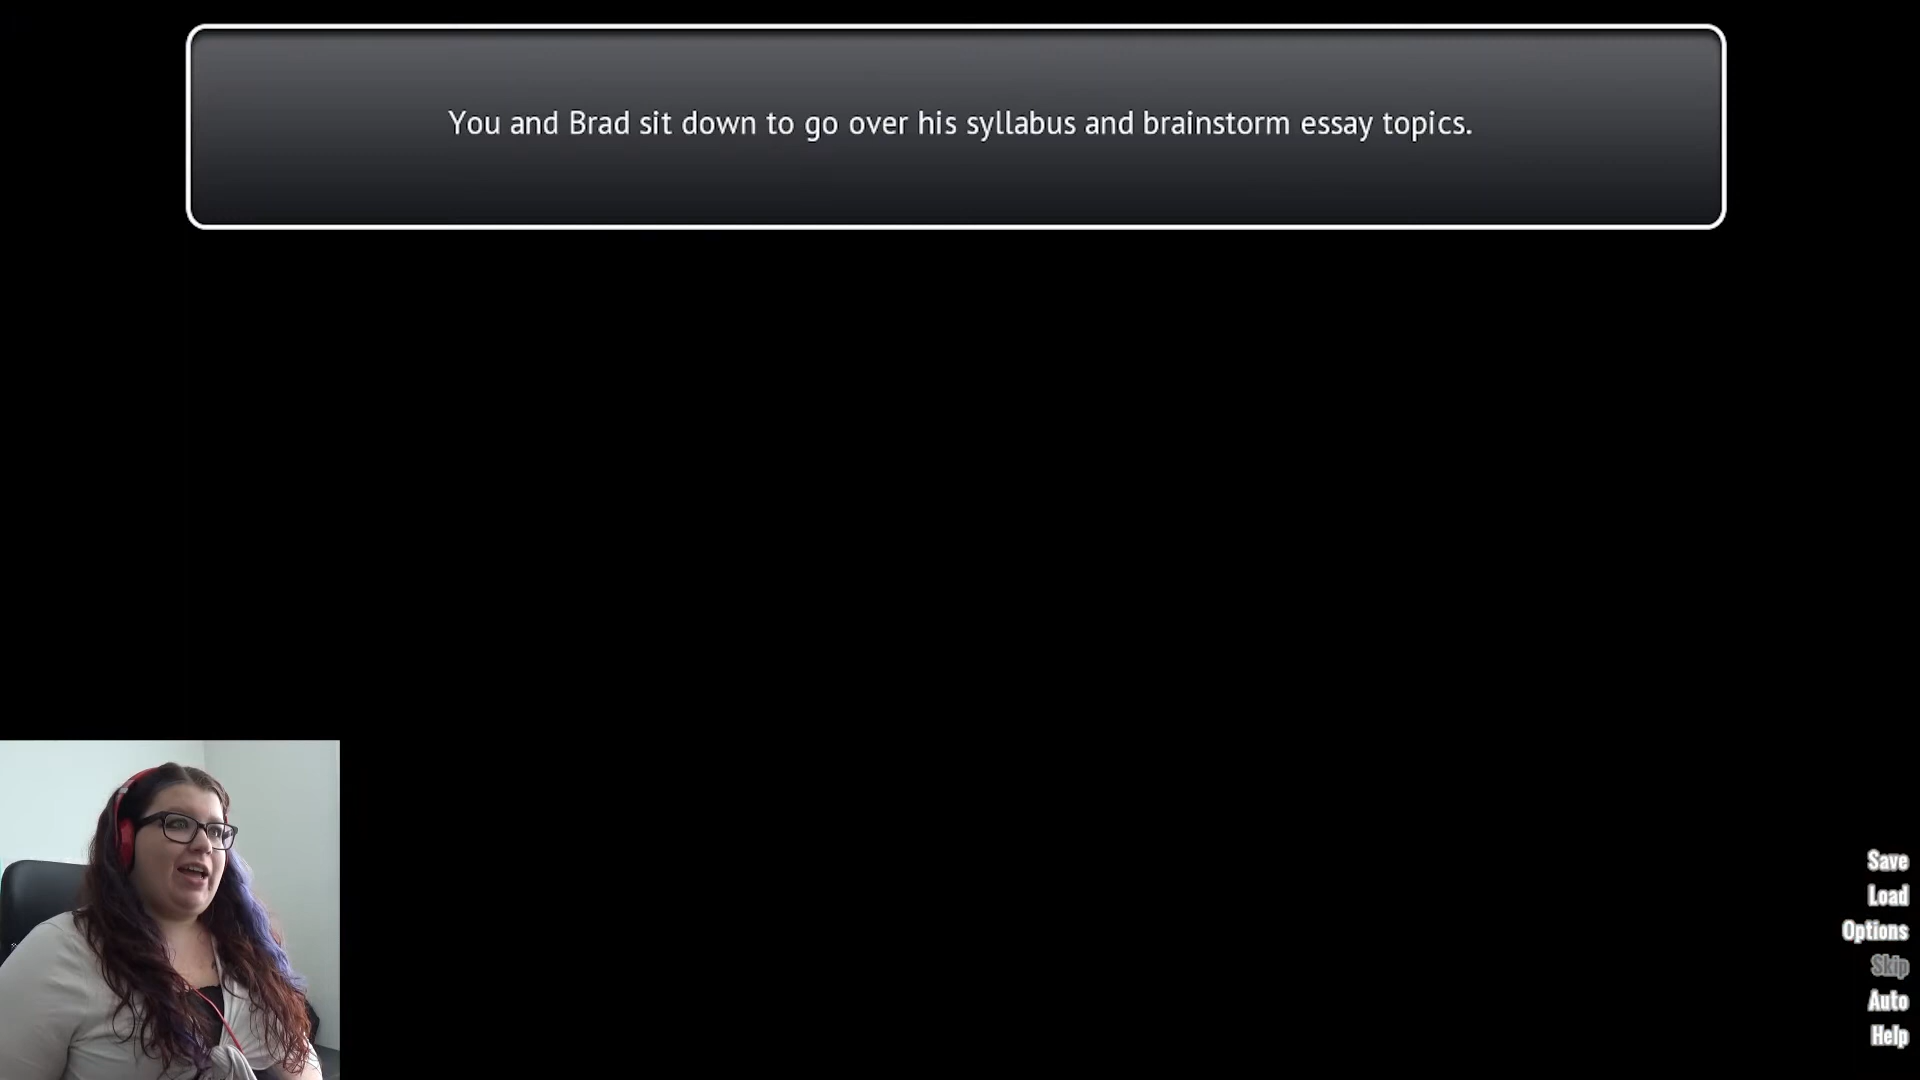 You and Brad sit down to go over his syllabus and brainstorm essay topics.
Save
Load
Options
Skip
Auto
Help